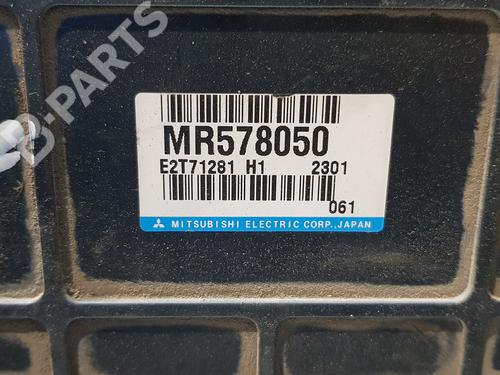 B-PARTS
MR578050
E2T71281 H1 2301
061
MITSUBISHI ELECTRIC CORP., JAPAN